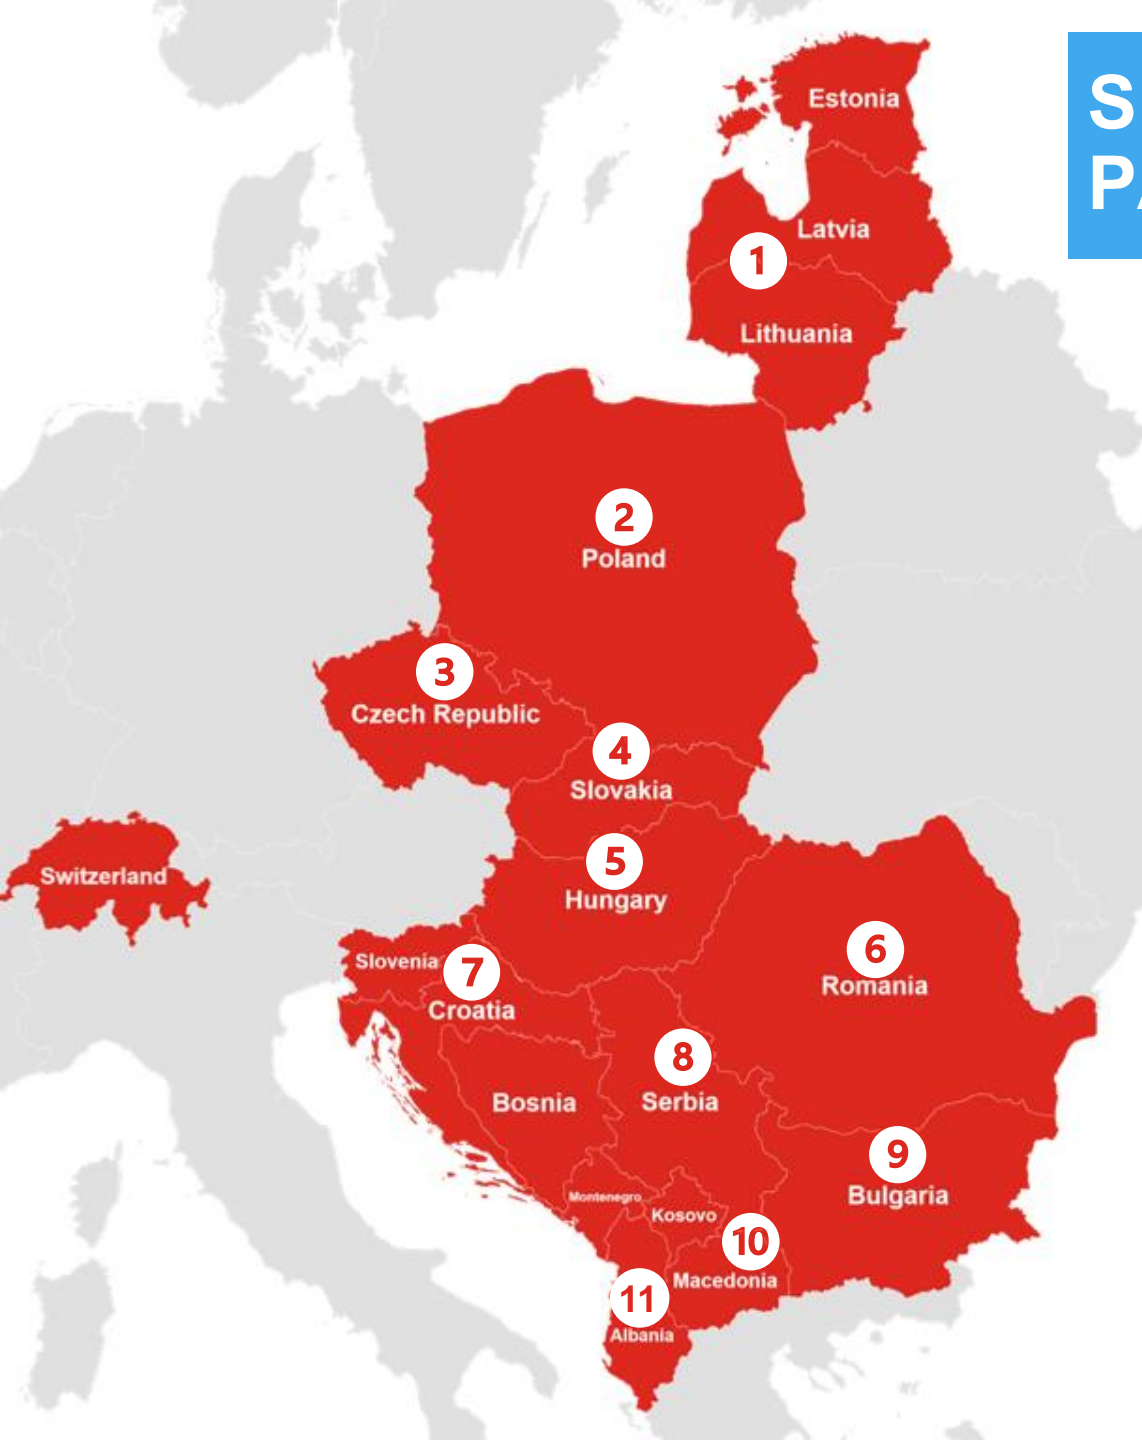 Estonia
S
PA
Latvia
1
Lithuania
2
Poland
3
Czech Republic
4
Slovakia
5
Hungary
Switzerland
6
Romania
Slovenia
7
Croatia
8
Serbia
Bosnia
9
Bulgaria
Montenegro
Kosovo
10
Macedonia
11
Albania